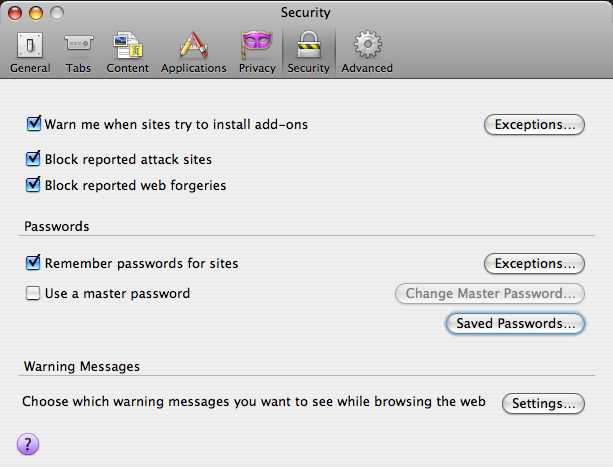 Security
General Tabs Content Applications Privacy Security Advanced
Warn me when sites try to install add-ons Exceptions...
Block reported attack sites
Block reported web forgeries
Passwords
Remember passwords for sites Exceptions...
Use a master password Change Master Password...
Saved Passwords...
Warning Messages
Choose which warning messages you want to see while browsing the web Settings...
?